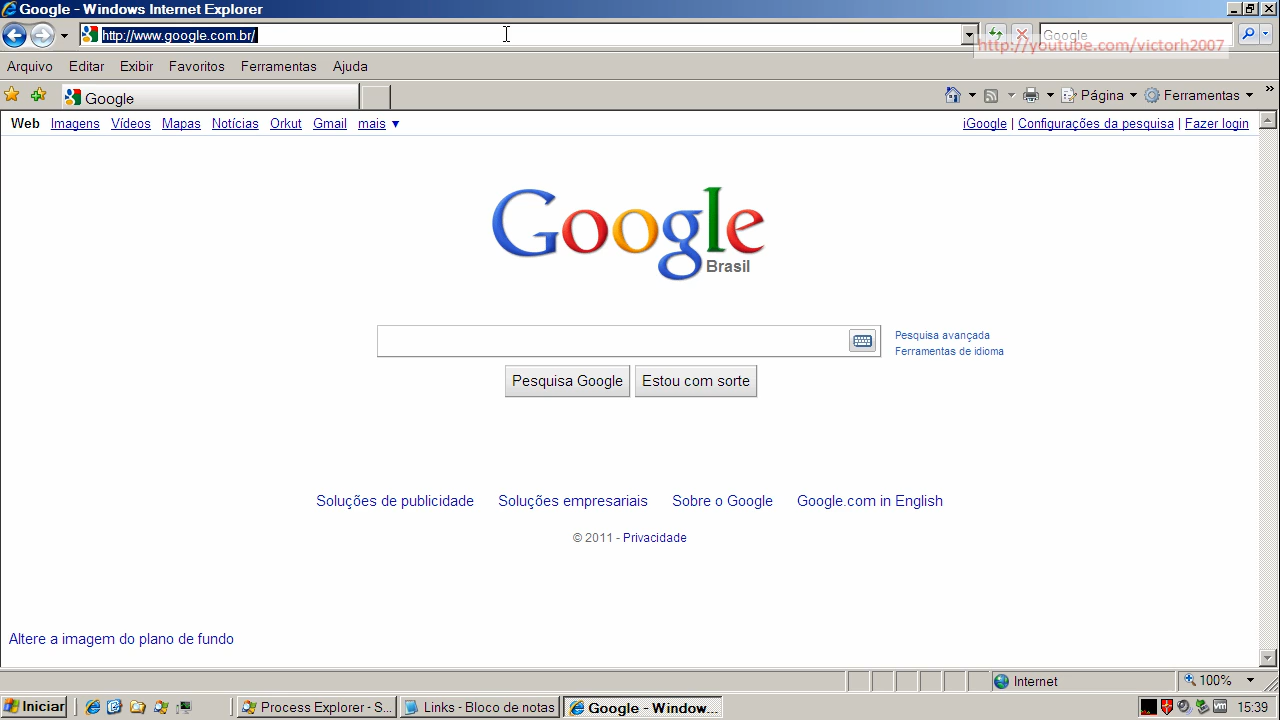 Google - Windows Internet Explorer
http://www.google.com.br/
Google
http://youtube.com/victorh2007
Arquivo Editar Exibir Favoritos Ferramentas Ajuda
Google
Página Ferramentas »
Web Imagens Vídeos Mapas Notícias Orkut Gmail mais ▼
iGoogle | Configurações da pesquisa | Fazer login
Google
Brasil
Pesquisa avançada
Ferramentas de idioma
Pesquisa Google Estou com sorte
Soluções de publicidade Soluções empresariais Sobre o Google Google.com in English
© 2011 - Privacidade
Altere a imagem do plano de fundo
Internet 100%
Iniciar Process Explorer - S... Links - Bloco de notas Google - Window... 15:39